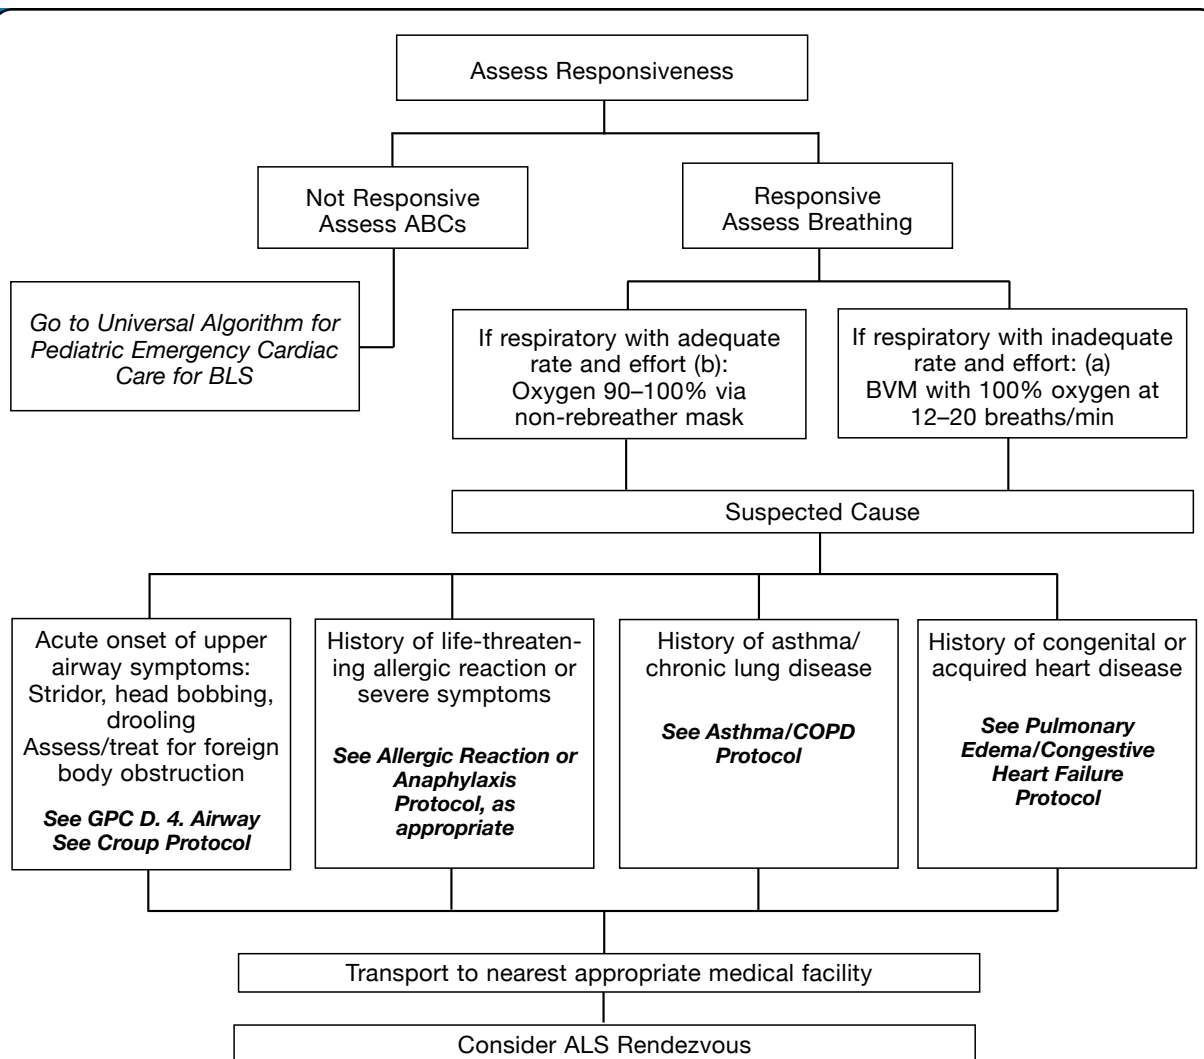 Assess Responsiveness
Not Responsive
Assess ABCs
Responsive
Assess Breathing
Go to Universal Algorithm for
Pediatric Emergency Cardiac
Care for BLS
If respiratory with adequate
rate and effort (b):
Oxygen 90–100% via
non-rebreather mask
If respiratory with inadequate
rate and effort: (a)
BVM with 100% oxygen at
12–20 breaths/min
Suspected Cause
Acute onset of upper
airway symptoms:
Stridor, head bobbing,
drooling
Assess/treat for foreign
body obstruction
See GPC D. 4. Airway
See Croup Protocol
History of life-threaten-
ing allergic reaction or
severe symptoms
See Allergic Reaction or
Anaphylaxis
Protocol, as
appropriate
History of asthma/
chronic lung disease
See Asthma/COPD
Protocol
History of congenital or
acquired heart disease
See Pulmonary
Edema/Congestive
Heart Failure
Protocol
Transport to nearest appropriate medical facility
Consider ALS Rendezvous